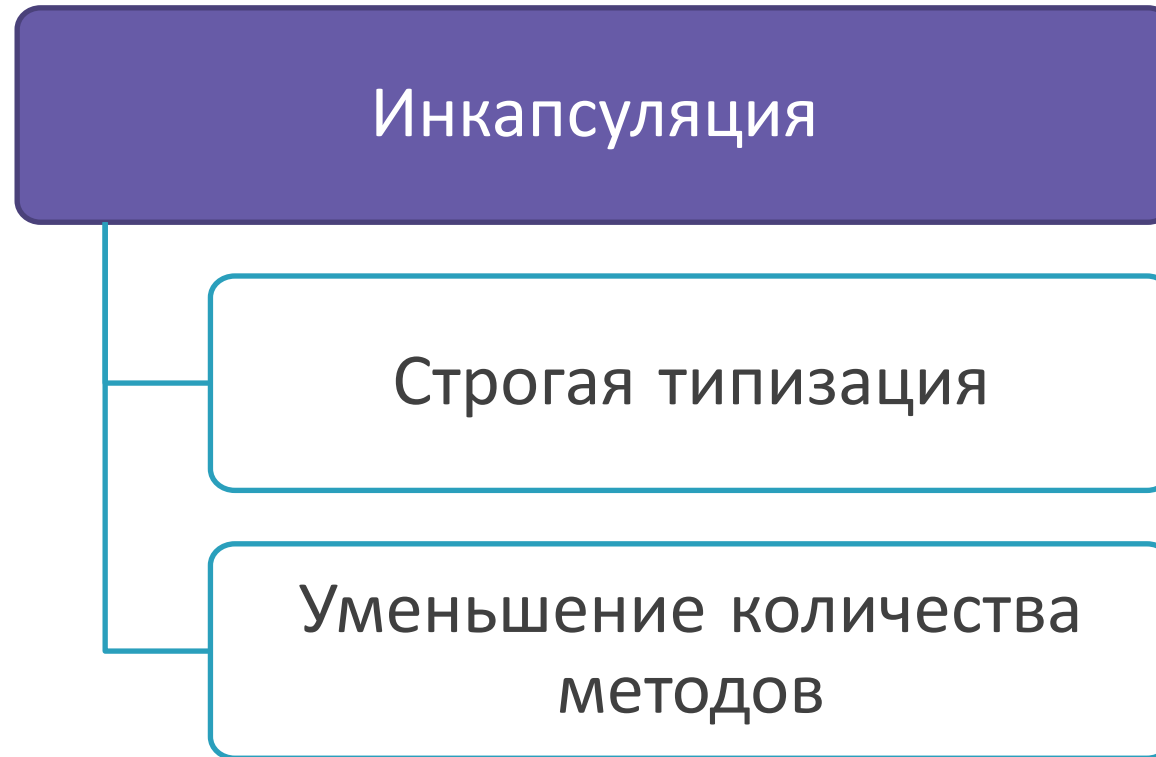 Инкапсуляция
Строгая типизация
Уменьшение количества
методов